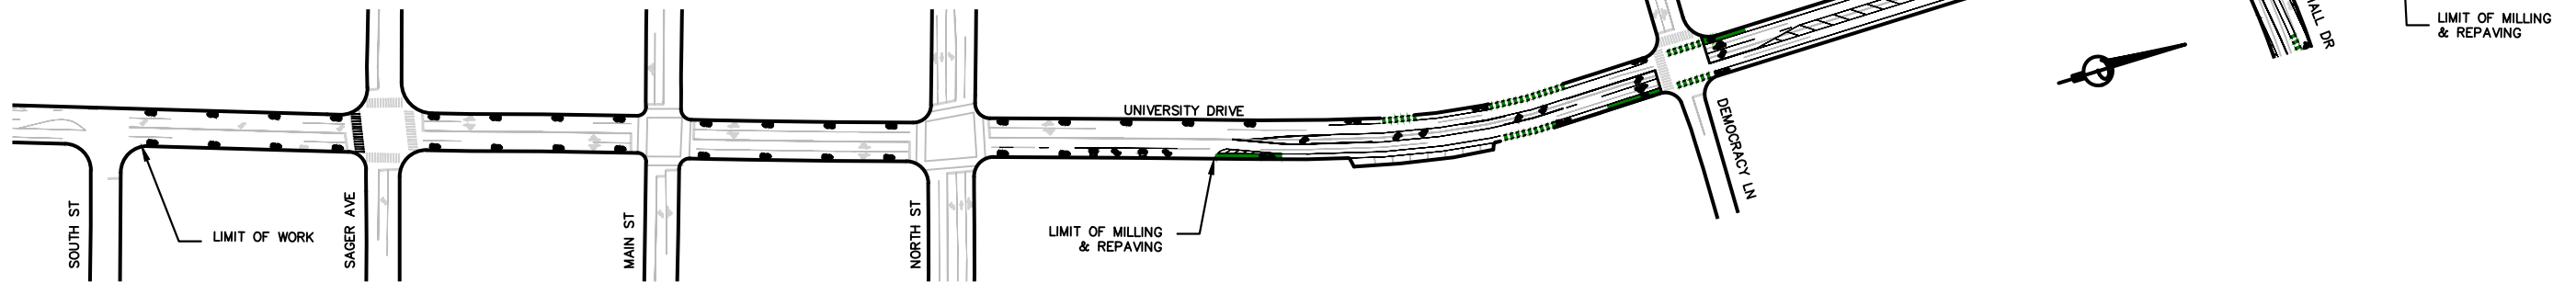 LIMIT OF MILLING
& REPAVING
ALL DR
UNIVERSITY DRIVE
DEMOCRACY LN
SOUTH ST
LIMIT OF WORK
SAGER AVE
MAIN ST
NORTH ST
LIMIT OF MILLING
& REPAVING